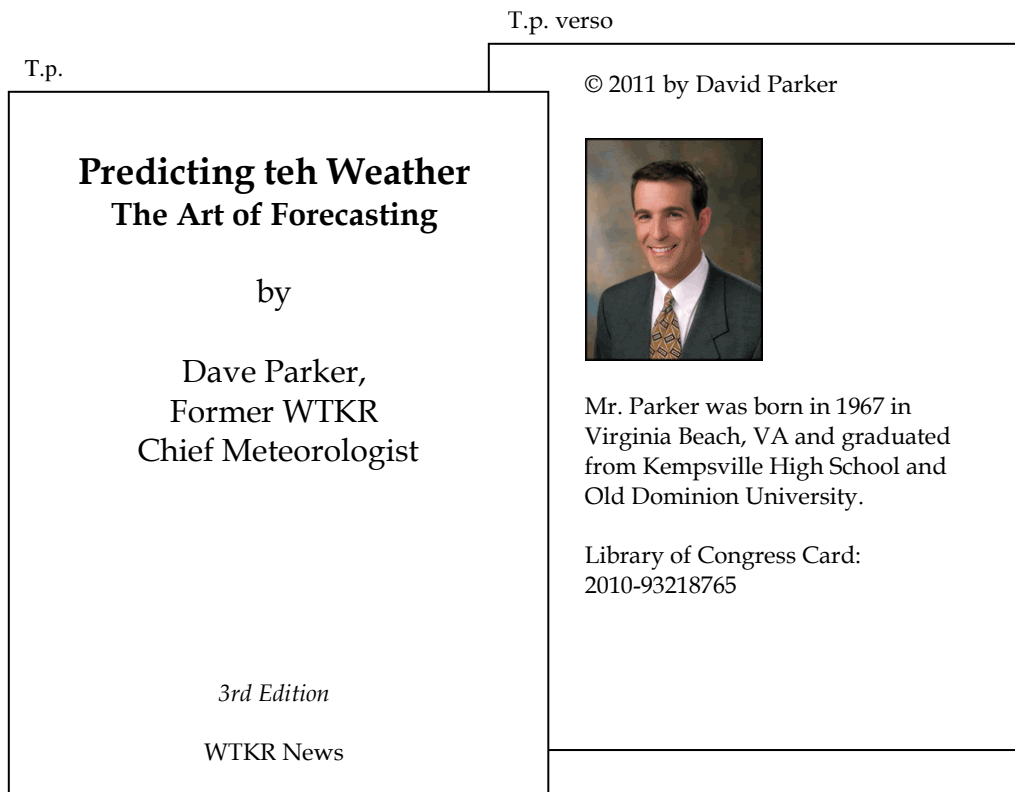 T.p.
Predicting teh Weather
The Art of Forecasting
by
Dave Parker,
Former WTKR
Chief Meteorologist
3rd Edition
WTKR News
T.p. verso
© 2011 by David Parker
Mr. Parker was born in 1967 in
Virginia Beach, VA and graduated
from Kempsville High School and
Old Dominion University.
Library of Congress Card:
2010-93218765